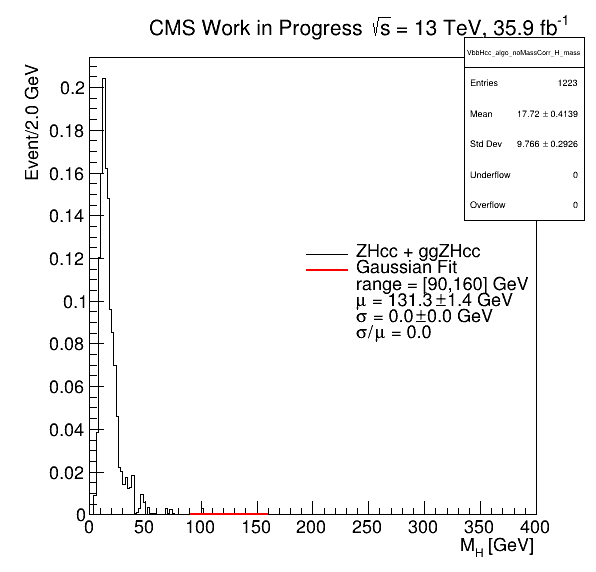 CMS Work in Progress √s = 13 TeV, 35.9 fb⁻¹
VbbHcc_algo_noMassCorr_H_mass
Entries 1223
Mean 17.72 ± 0.4139
Std Dev 9.766 ± 0.2926
Underflow 0
Overflow 0
Event/2.0 GeV
0.2
0.18
0.16
0.14
0.12
0.1
0.08
0.06
0.04
0.02
0
ZHcc + ggZHcc
Gaussian Fit
range = [90,160] GeV
μ = 131.3±1.4 GeV
σ = 0.0±0.0 GeV
σ/μ = 0.0
0 50 100 150 200 250 300 350 400
M_H [GeV]